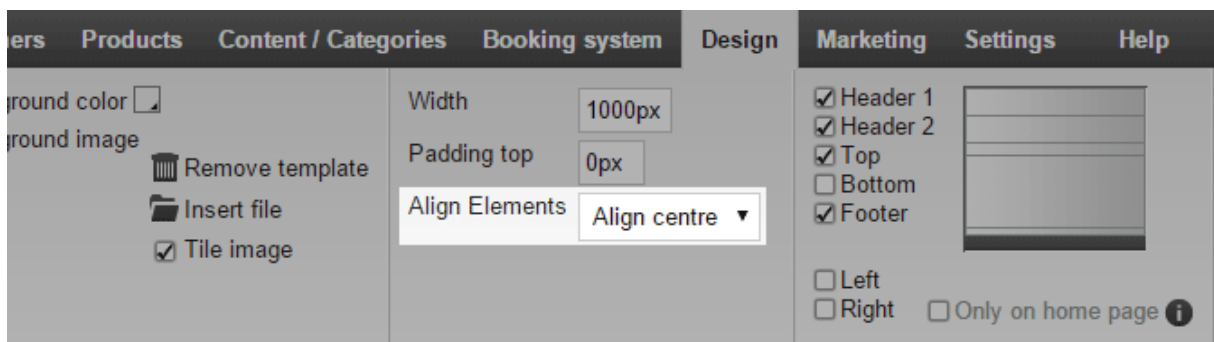 ers Products Content / Categories Booking system Design Marketing Settings Help
ground color
ground image
Remove template
Insert file
Tile image
Width 1000px
Padding top 0px
Align Elements Align centre
Header 1
Header 2
Top
Bottom
Footer
Left
Right Only on home page i